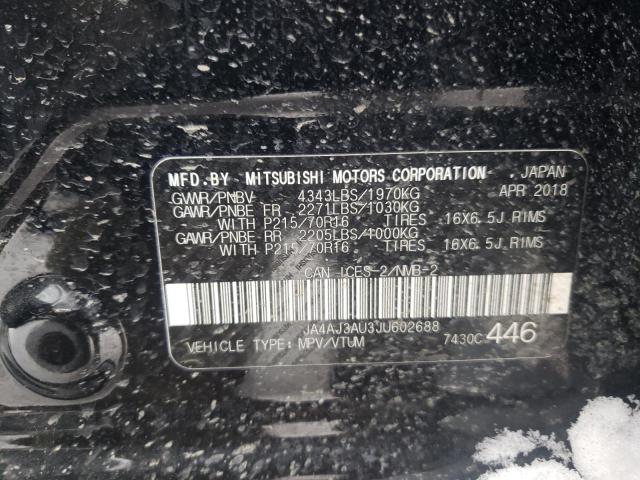 MFD.BY MITSUBISHI MOTORS CORPORATION JAPAN
GVWR/PNBV 4343LBS/1970KG APR 2018
GAWR/PNBE FR 2271LBS/1030KG
WITH P215/70R16 TIRES 16X6.5J RIMS
GAWR/PNBE RR 2205LBS/1000KG
WITH P215/70R16 TIRES 16X6.5J RIMS
CAN ICES-2/NMB-2
JA4AJ3AU3JU602688
VEHICLE TYPE: MPV/VTUM 7430C 446